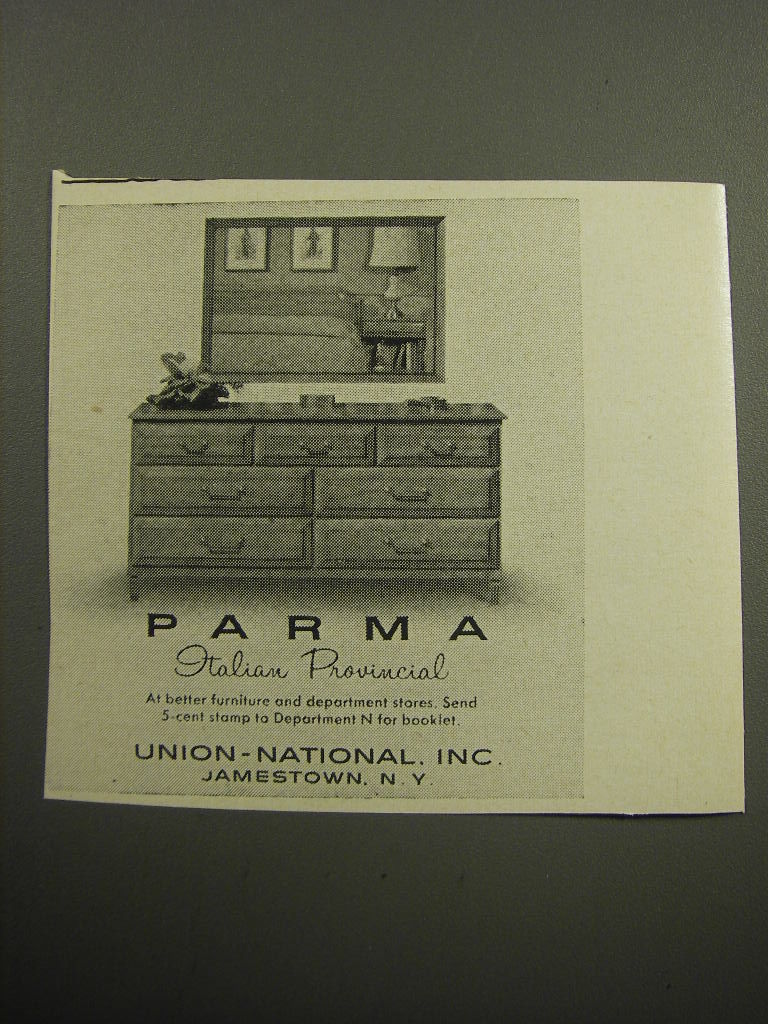 PARMA
Italian Provincial
At better furniture and department stores. Send
5-cent stamp to Department N for booklet.
UNION-NATIONAL, INC.
JAMESTOWN, N. Y.